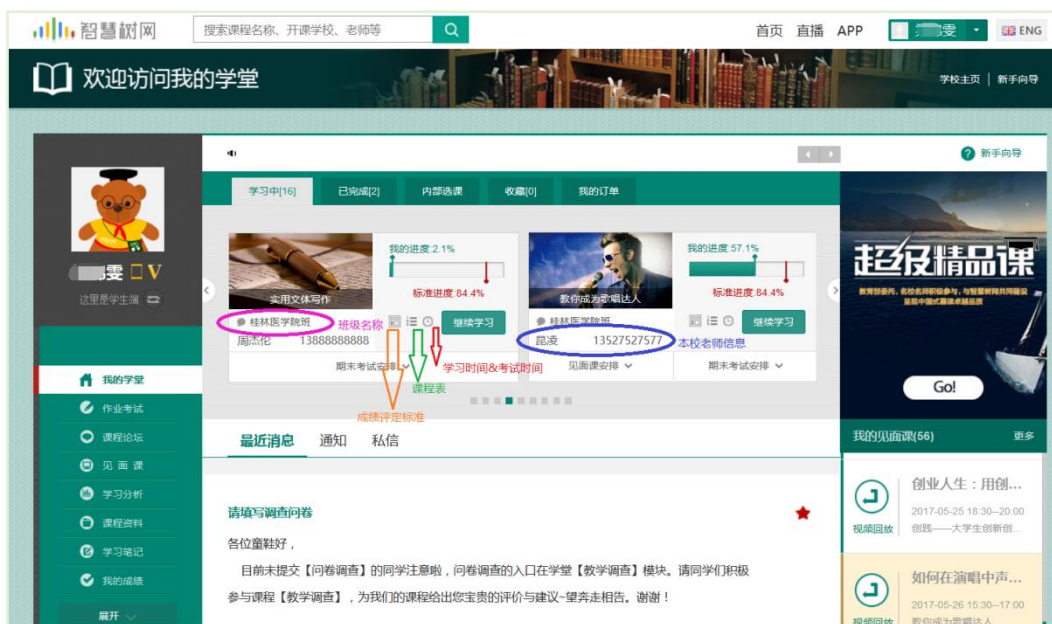 智慧树网
搜索课程名称、开课学校、老师等
首页 直播 APP
雯
ENG
欢迎访问我的学堂
学校主页 | 新手向导
新手向导
学习中[16] 已完成[2] 内部选课 收藏[0] 我的订单
雯 V
这里是学生端
实用文体写作
我的进度:2.1%
标准进度:84.4%
桂林医学院班 班级名称
继续学习
周杰伦 13888888888
学习时间&考试时间
期末考试安排
课程表
成绩评定标准
教你成为歌唱达人
我的进度:57.1%
标准进度:84.4%
桂林医学院班
继续学习
昆凌 13527527577 本校老师信息
见面课安排 期末考试安排
超级精品课
Go!
我的学堂
作业考试
课程论坛
见面课
学习分析
课程资料
学习笔记
我的成绩
展开
最近消息 通知 私信
请填写调查问卷
各位童鞋好，
目前未提交【问卷调查】的同学注意啦，问卷调查的入口在学堂【教学调查】模块。请同学们积极
参与课程【教学调查】，为我们的课程给出您宝贵的评价与建议~望奔走相告。谢谢！
我的见面课(56) 更多
创业人生：用创...
2017-05-25 18:30--20:00
视频回放
创践——大学生创新创...
如何在演唱中声...
2017-05-26 15:30--17:00
视频回放
教你成为歌唱达人